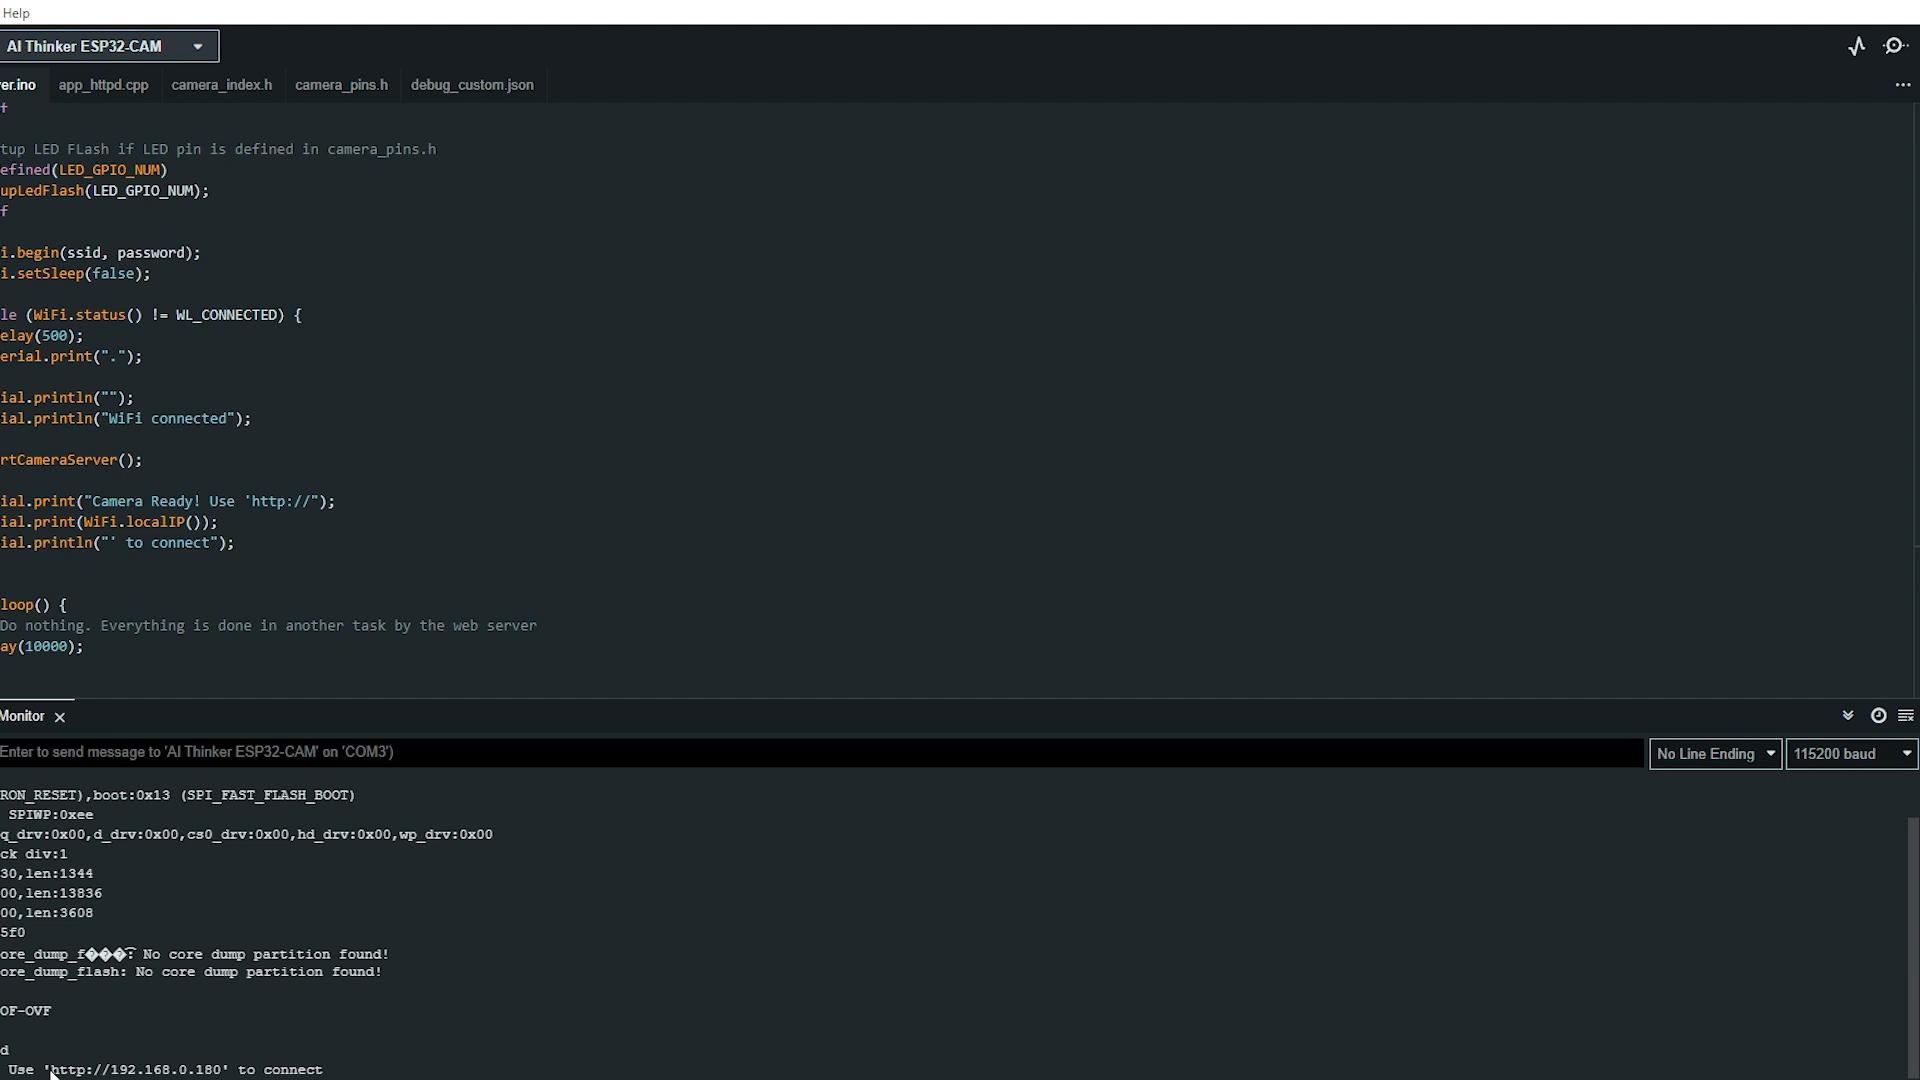 Help
AI Thinker ESP32-CAM
er.ino app_httpd.cpp camera_index.h camera_pins.h debug_custom.json
f
tup LED FLash if LED pin is defined in camera_pins.h
efined(LED_GPIO_NUM)
upLedFlash(LED_GPIO_NUM);
f
i.begin(ssid, password);
i.setSleep(false);
le (WiFi.status() != WL_CONNECTED) {
elay(500);
erial.print(".");
ial.println("");
ial.println("WiFi connected");
rtCameraServer();
ial.print("Camera Ready! Use 'http://");
ial.print(WiFi.localIP());
ial.println("' to connect");
loop() {
Do nothing. Everything is done in another task by the web server
ay(10000);
Monitor
Enter to send message to 'AI Thinker ESP32-CAM' on 'COM3')
No Line Ending 115200 baud
RON_RESET),boot:0x13 (SPI_FAST_FLASH_BOOT)
SPIWP:0xee
q_drv:0x00,d_drv:0x00,cs0_drv:0x00,hd_drv:0x00,wp_drv:0x00
ck div:1
30,len:1344
00,len:13836
00,len:3608
5f0
ore_dump_f���: No core dump partition found!
ore_dump_flash: No core dump partition found!
OF-OVF
d
Use 'http://192.168.0.180' to connect